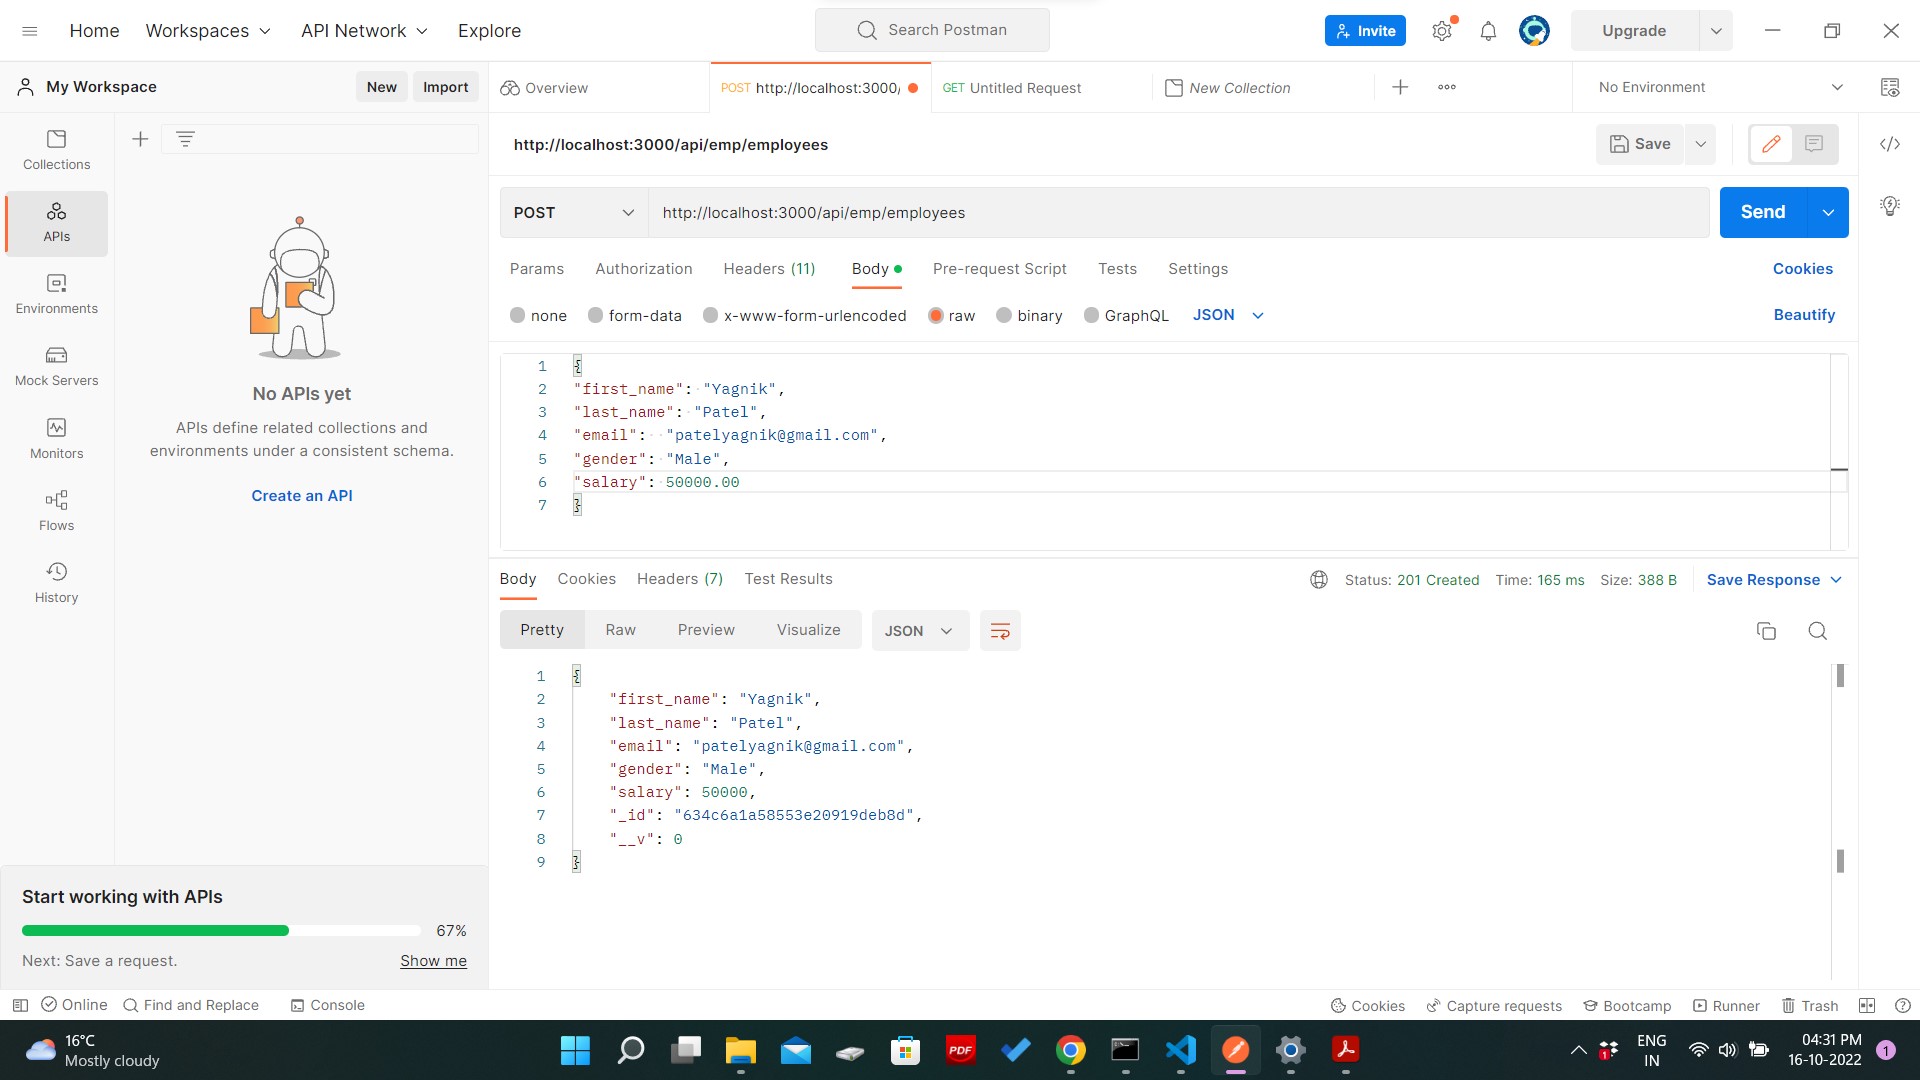 Home
Workspaces
API Network
Explore
Search Postman
Invite
Upgrade
My Workspace
New
Import
Overview
POST http://localhost:3000/
GET Untitled Request
New Collection
No Environment
Collections
APIs
Environments
Mock Servers
Monitors
Flows
History
No APIs yet
APIs define related collections and
environments under a consistent schema.
Create an API
Start working with APIs
67%
Next: Save a request.
Show me
http://localhost:3000/api/emp/employees
Save
POST
http://localhost:3000/api/emp/employees
Send
Params
Authorization
Headers (11)
Body
Pre-request Script
Tests
Settings
Cookies
none
form-data
x-www-form-urlencoded
raw
binary
GraphQL
JSON
Beautify
1 {
2 "first_name": "Yagnik",
3 "last_name": "Patel",
4 "email":  "patelyagnik@gmail.com",
5 "gender": "Male",
6 "salary": 50000.00
7 }
Body
Cookies
Headers (7)
Test Results
Status: 201 Created
Time: 165 ms
Size: 388 B
Save Response
Pretty
Raw
Preview
Visualize
JSON
1 {
2     "first_name": "Yagnik",
3     "last_name": "Patel",
4     "email": "patelyagnik@gmail.com",
5     "gender": "Male",
6     "salary": 50000,
7     "_id": "634c6a1a58553e20919deb8d",
8     "__v": 0
9 }
Online
Find and Replace
Console
Cookies
Capture requests
Bootcamp
Runner
Trash
16°C
Mostly cloudy
PDF
1
ENG
IN
04:31 PM
16-10-2022
1